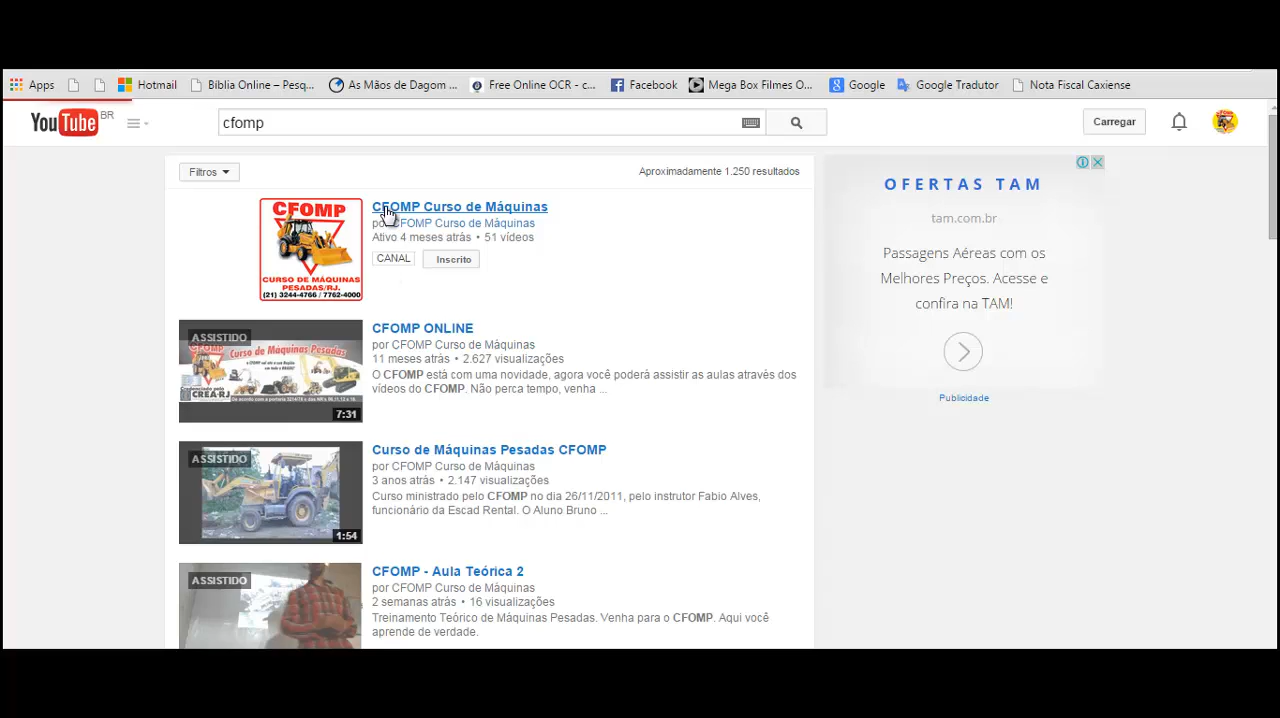 Apps Hotmail Bíblia Online – Pesq... As Mãos de Dagom ... Free Online OCR - c... Facebook Mega Box Filmes O... Google Google Tradutor Nota Fiscal Caxiense
YouTube BR cfomp Carregar
Filtros Aproximadamente 1.250 resultados
CFOMP
CURSO DE MÁQUINAS
PESADAS/RJ.
(21) 3244-4766 / 7762-4000
CFOMP Curso de Máquinas
por CFOMP Curso de Máquinas
Ativo 4 meses atrás • 51 vídeos
CANAL Inscrito
ASSISTIDO
CFOMP
Curso de Máquinas Pesadas
CREA-RJ
7:31
CFOMP ONLINE
por CFOMP Curso de Máquinas
11 meses atrás • 2.627 visualizações
O CFOMP está com uma novidade, agora você poderá assistir as aulas através dos
vídeos do CFOMP. Não perca tempo, venha ...
ASSISTIDO
1:54
Curso de Máquinas Pesadas CFOMP
por CFOMP Curso de Máquinas
3 anos atrás • 2.147 visualizações
Curso ministrado pelo CFOMP no dia 26/11/2011, pelo instrutor Fabio Alves,
funcionário da Escad Rental. O Aluno Bruno ...
ASSISTIDO
CFOMP - Aula Teórica 2
por CFOMP Curso de Máquinas
2 semanas atrás • 16 visualizações
Treinamento Teórico de Máquinas Pesadas. Venha para o CFOMP. Aqui você
aprende de verdade.
OFERTAS TAM
tam.com.br
Passagens Aéreas com os
Melhores Preços. Acesse e
confira na TAM!
Publicidade